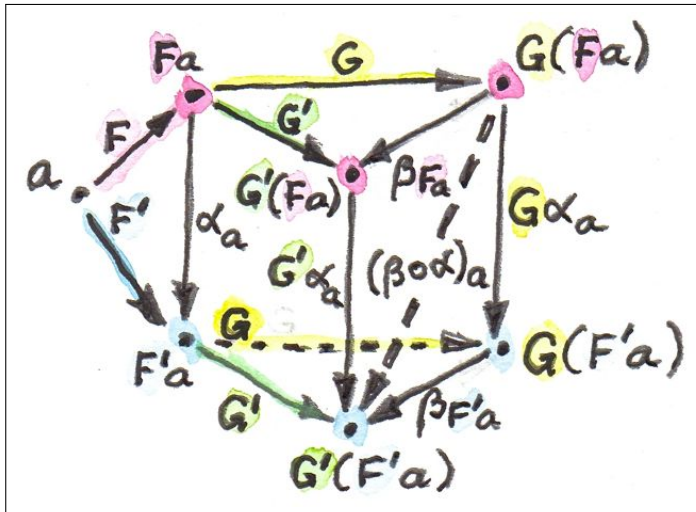 Fa
G
G(Fa)
F
G'
a
F'
G'(Fa)
βFa
αa
G'αa
(β∘α)a
Gαa
G
F'a
G(F'a)
G'
βF'a
G'(F'a)